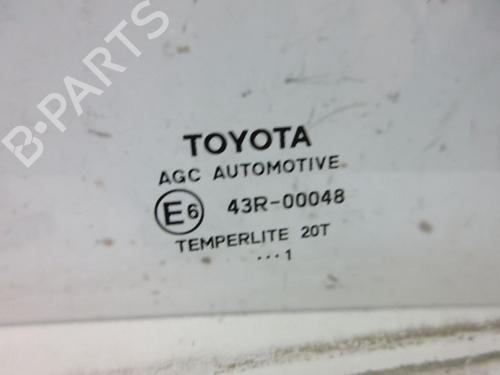 B-PARTS
TOYOTA
AGC AUTOMOTIVE
E6 43R-00048
TEMPERLITE 20T
...1